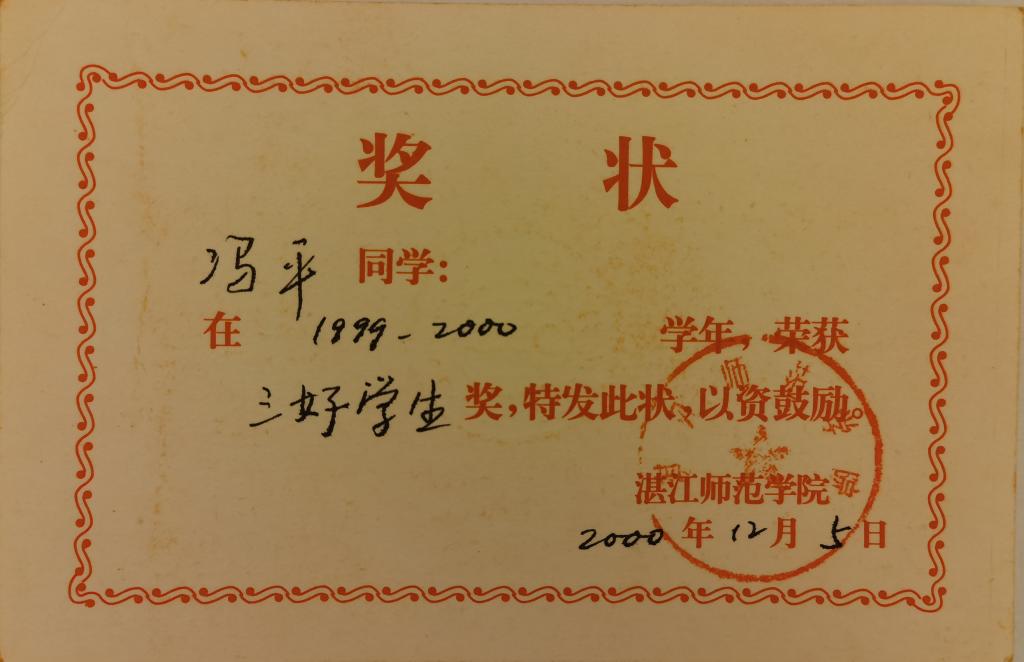 奖 状
冯平 同学：
在 1999-2000 学年，荣获
三好学生 奖，特发此状，以资鼓励。
湛江师范学院
2000 年 12 月 5 日